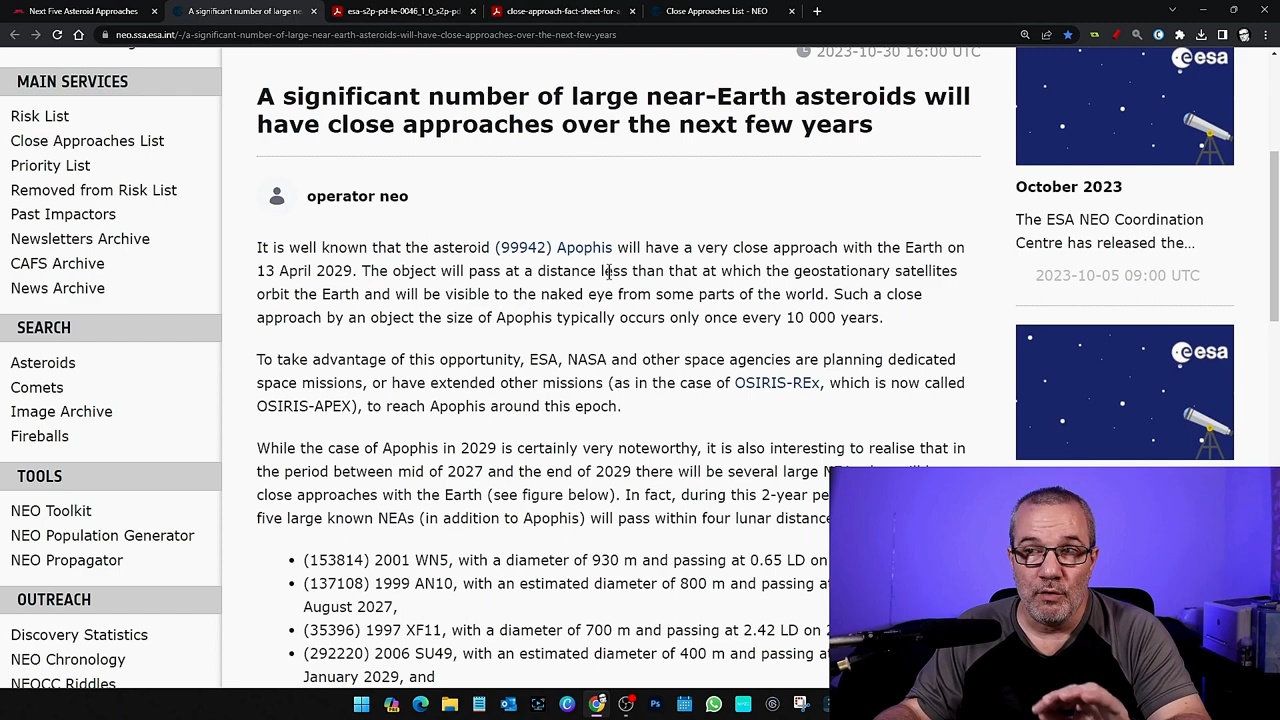 Next Five Asteroid Approaches
A significant number of large ne
esa-s2p-pd-le-0046_1_0_s2p-pd
close-approach-fact-sheet-for-a
Close Approaches List - NEO
neo.ssa.esa.int/-/a-significant-number-of-large-near-earth-asteroids-will-have-close-approaches-over-the-next-few-years
MAIN SERVICES
Risk List
Close Approaches List
Priority List
Removed from Risk List
Past Impactors
Newsletters Archive
CAFS Archive
News Archive
SEARCH
Asteroids
Comets
Image Archive
Fireballs
TOOLS
NEO Toolkit
NEO Population Generator
NEO Propagator
OUTREACH
Discovery Statistics
NEO Chronology
NEOCC Riddles
2023-10-30 16:00 UTC
A significant number of large near-Earth asteroids will
have close approaches over the next few years
operator neo
It is well known that the asteroid (99942) Apophis will have a very close approach with the Earth on
13 April 2029. The object will pass at a distance less than that at which the geostationary satellites
orbit the Earth and will be visible to the naked eye from some parts of the world. Such a close
approach by an object the size of Apophis typically occurs only once every 10 000 years.
To take advantage of this opportunity, ESA, NASA and other space agencies are planning dedicated
space missions, or have extended other missions (as in the case of OSIRIS-REx, which is now called
OSIRIS-APEX), to reach Apophis around this epoch.
While the case of Apophis in 2029 is certainly very noteworthy, it is also interesting to realise that in
the period between mid of 2027 and the end of 2029 there will be several large
close approaches with the Earth (see figure below). In fact, during this 2-year
five large known NEAs (in addition to Apophis) will pass within four lunar
• (153814) 2001 WN5, with a diameter of 930 m and passing at 0.65 LD on
• (137108) 1999 AN10, with an estimated diameter of 800 m and passing
August 2027,
• (35396) 1997 XF11, with a diameter of 700 m and passing at 2.42 LD on
• (292220) 2006 SU49, with an estimated diameter of 400 m and passing
January 2029, and
esa
October 2023
The ESA NEO Coordination
Centre has released the...
2023-10-05 09:00 UTC
esa